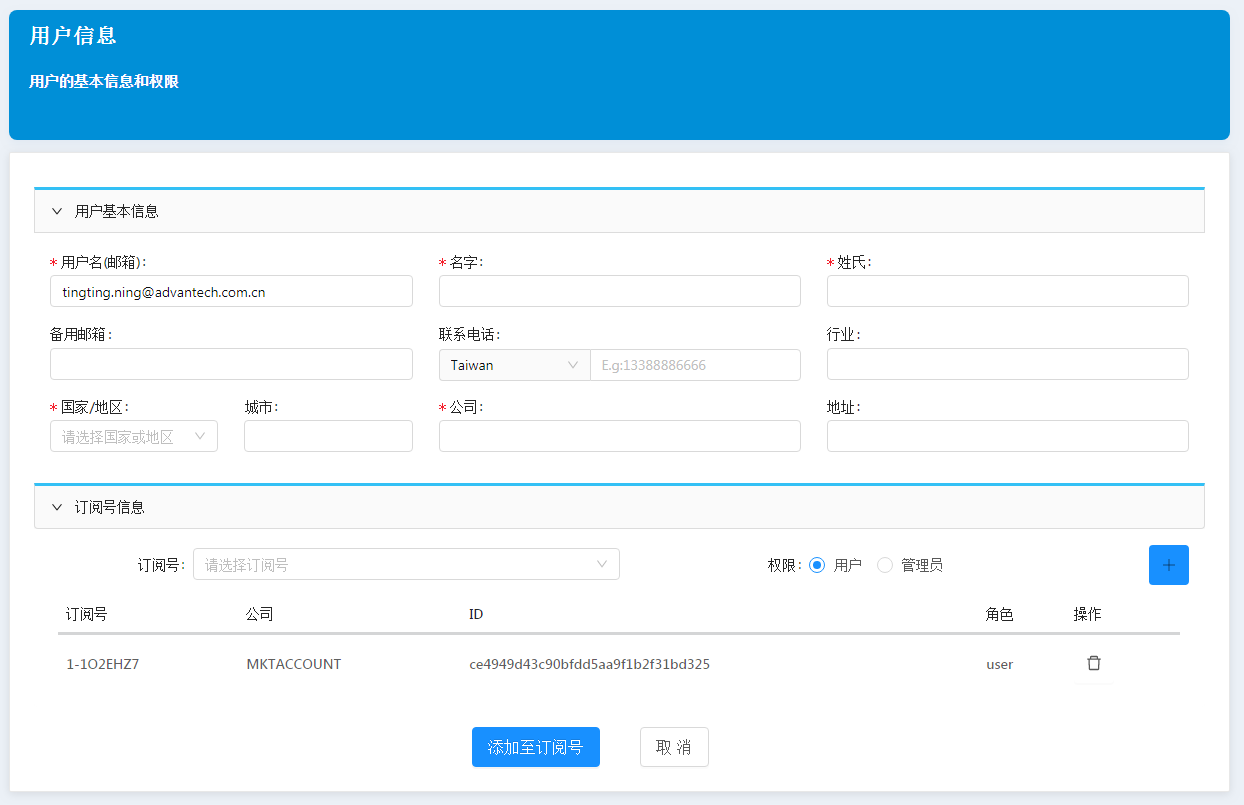 用户信息
用户的基本信息和权限
用户基本信息
* 用户名(邮箱): * 名字: * 姓氏:
tingting.ning@advantech.com.cn
备用邮箱: 联系电话: 行业:
Taiwan E.g:13388886666
* 国家/地区: 城市: * 公司: 地址:
请选择国家或地区
订阅号信息
订阅号: 请选择订阅号 权限: 用户 管理员 +
订阅号 公司 ID 角色 操作
1-1O2EHZ7 MKTACCOUNT ce4949d43c90bfdd5aa9f1b2f31bd325 user
添加至订阅号 取 消